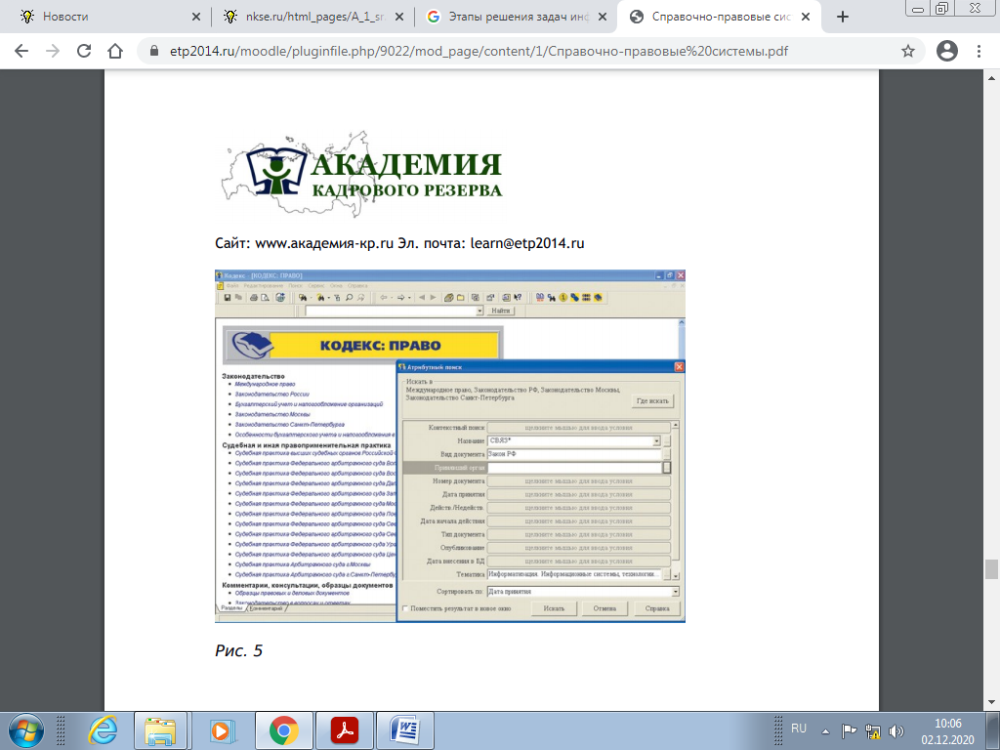 Новости
nkse.ru/html_pages/A_1_sr
Этапы решения задач инф
Справочно-правовые сис
etp2014.ru/moodle/pluginfile.php/9022/mod_page/content/1/Справочно-правовые%20системы.pdf
АКАДЕМИЯ
КАДРОВОГО РЕЗЕРВА
Сайт: www.академия-кр.ru Эл. почта: learn@etp2014.ru
Кодекс - [КОДЕКС: ПРАВО]
Файл Редактирование Поиск Сервис Окна Справка
Найти
КОДЕКС: ПРАВО
Законодательство
Международное право
Законодательство России
Бухгалтерский учет и налогообложение организаций
Законодательство Москвы
Законодательство Санкт-Петербурга
Особенности бухгалтерского учета и налогообложения в
Судебная и иная правоприменительная практика
Судебная практика высших судебных органов Российской
Судебная практика Федерального арбитражного суда Вол
Судебная практика Федерального арбитражного суда Вос
Судебная практика Федерального арбитражного суда Дал
Судебная практика Федерального арбитражного суда Зап
Судебная практика Федерального арбитражного суда Мос
Судебная практика Федерального арбитражного суда Пов
Судебная практика Федерального арбитражного суда Сев
Судебная практика Федерального арбитражного суда Сев
Судебная практика Федерального арбитражного суда Ура
Судебная практика Федерального арбитражного суда Цен
Судебная практика Арбитражного суда г.Москвы
Судебная практика Арбитражного суда г.Санкт-Петербу
Комментарии, консультации, образцы документов
Образцы правовых и деловых документов
Законодательство в вопросах и ответах
Разделы Комментарий
Атрибутный поиск
Искать в
Международное право, Законодательство РФ, Законодательство Москвы,
Законодательство Санкт-Петербурга
Где искать
Контекстный поиск щелкните мышью для ввода условия
Название СВЯЗ*
Вид документа Закон РФ
Принявший орган
Номер документа щелкните мышью для ввода условия
Дата принятия щелкните мышью для ввода условия
Действ./Недейств. щелкните мышью для ввода условия
Дата начала действия щелкните мышью для ввода условия
Тип документа щелкните мышью для ввода условия
Опубликование щелкните мышью для ввода условия
Дата внесения в БД щелкните мышью для ввода условия
Тематика Информатизация. Информационные системы, технологии
Сортировать по: Дата принятия
Поместить результат в новое окно Искать Отмена Справка
Рис. 5
RU
10:06
02.12.2020